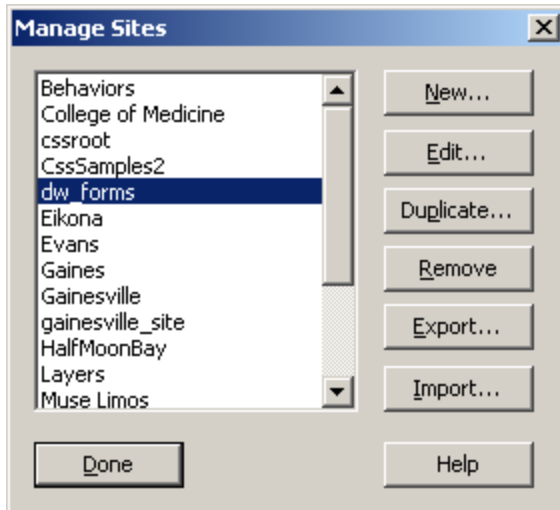 Manage Sites
Behaviors
College of Medicine
cssroot
CssSamples2
dw_forms
Eikona
Evans
Gaines
Gainesville
gainesville_site
HalfMoonBay
Layers
Muse Limos
New...
Edit...
Duplicate...
Remove
Export...
Import...
Done
Help